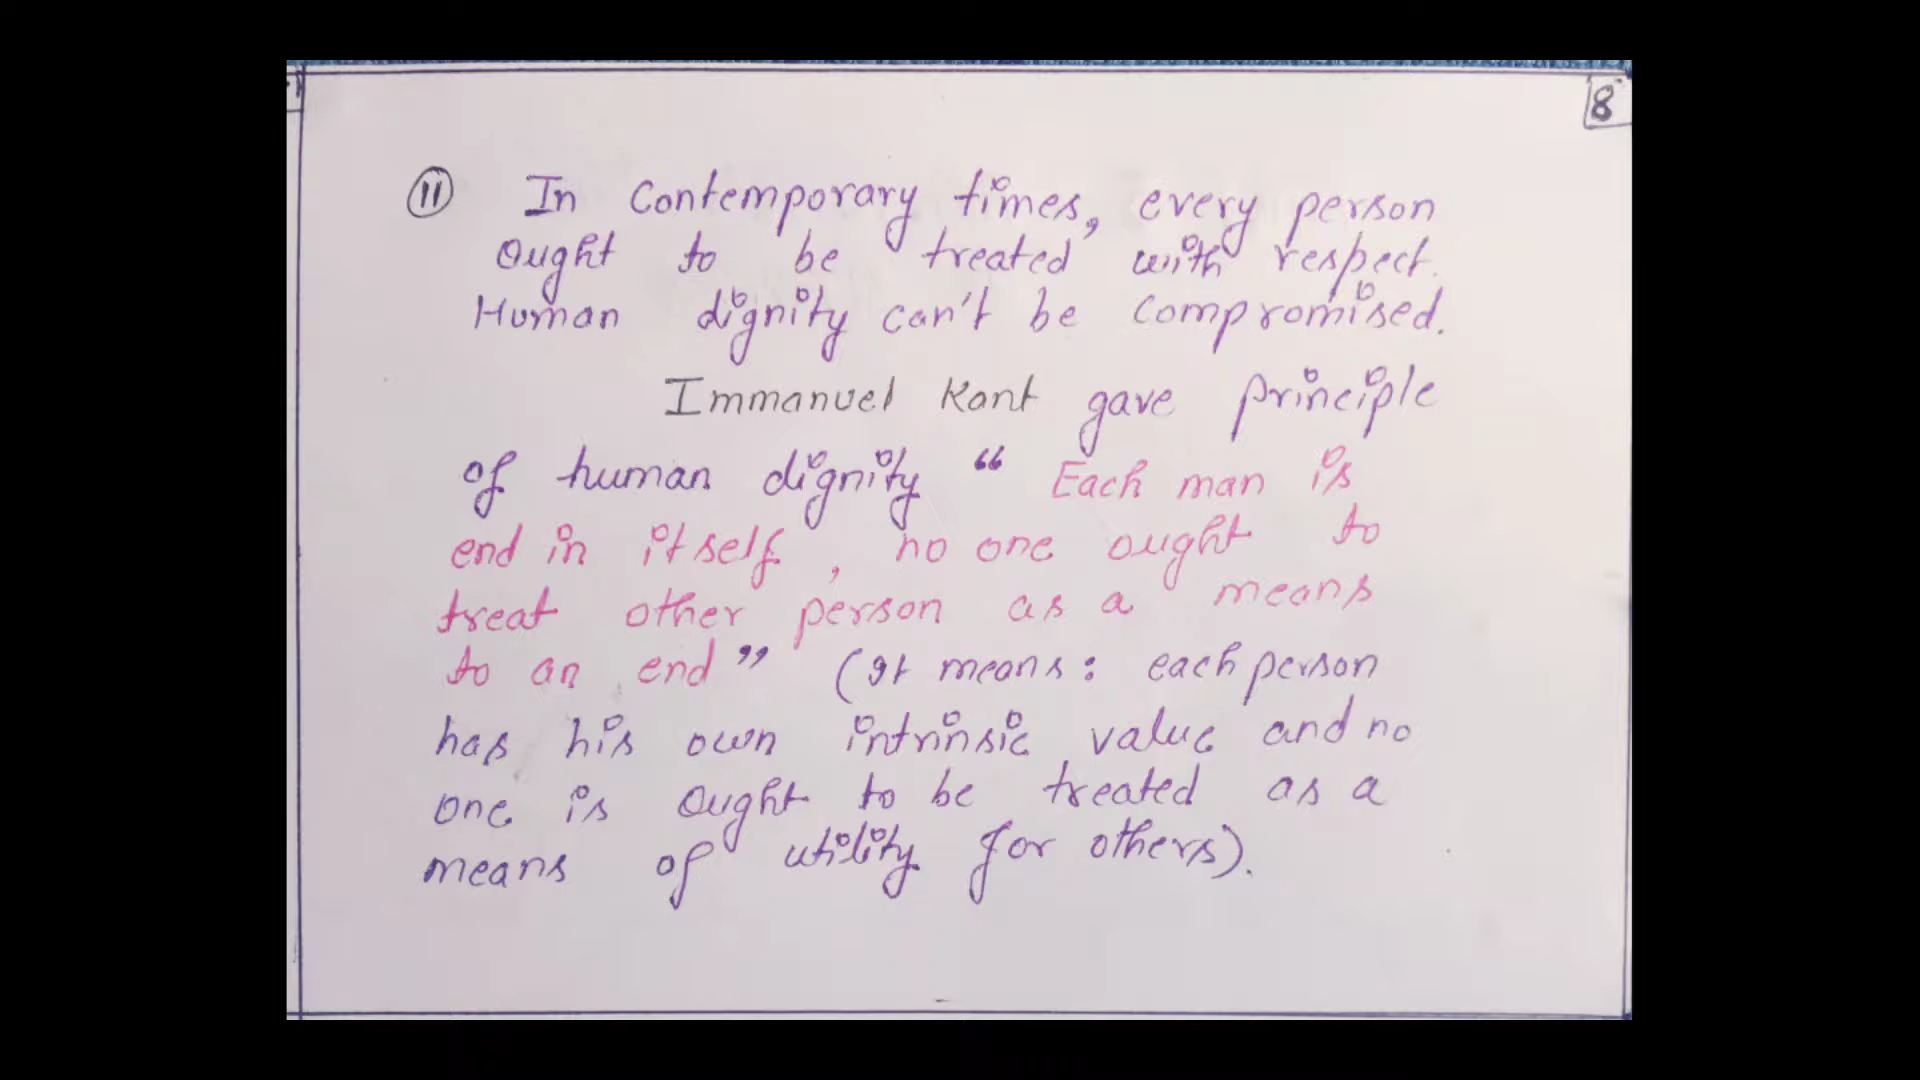 8
11 In Contemporary times, every person
Ought to be treated with respect.
Human dignity can't be compromised.
Immanuel Kant gave principle
of human dignity “ Each man is
end in itself, no one ought to
treat other person as a means
to an end ” (It means: each person
has his own intrinsic value and no
one is Ought to be treated as a
means of utility for others).